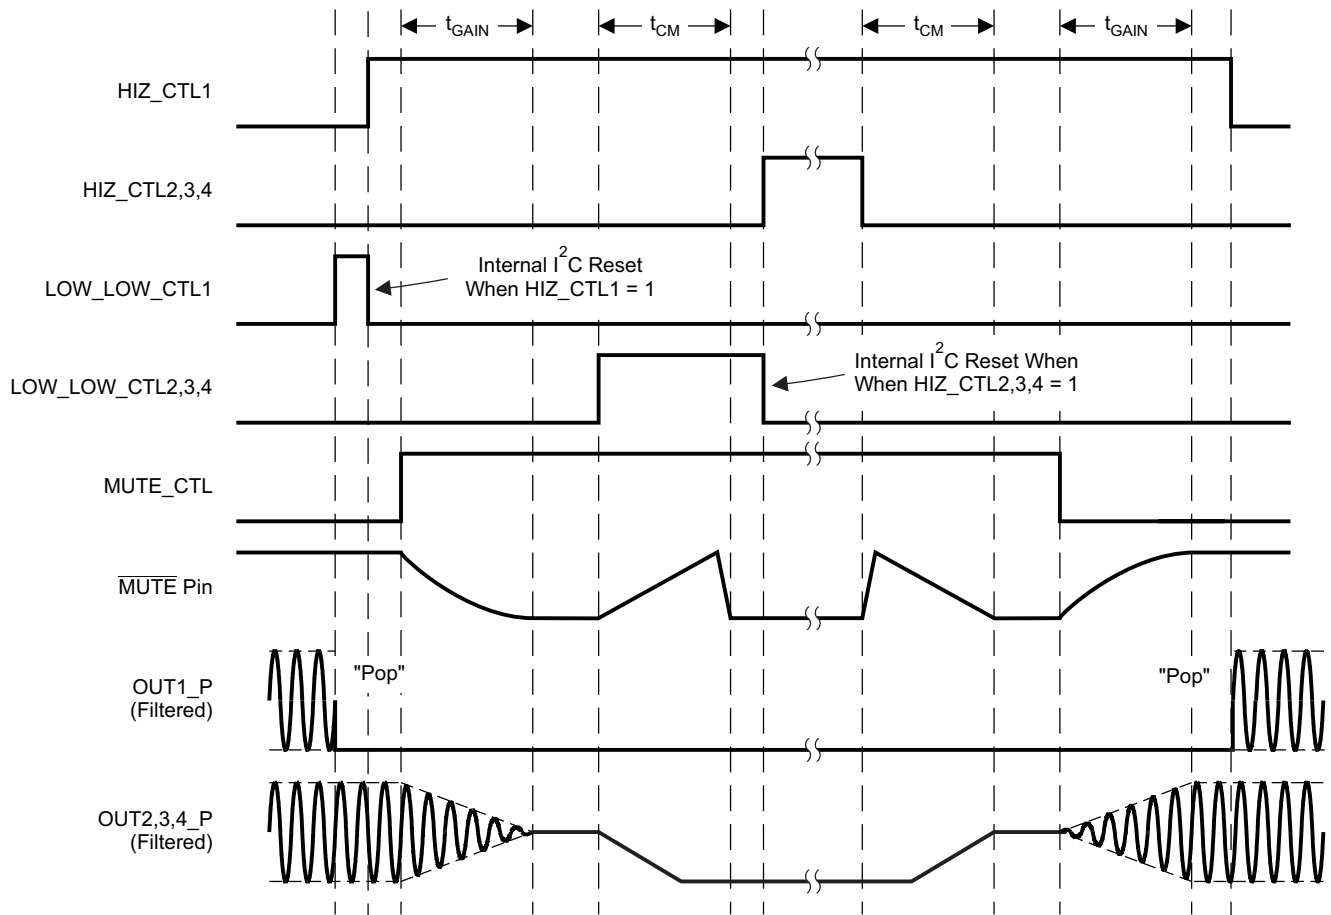 tGAIN
tCM
tCM
tGAIN
HIZ_CTL1
HIZ_CTL2,3,4
LOW_LOW_CTL1
Internal I2C Reset
When HIZ_CTL1 = 1
LOW_LOW_CTL2,3,4
Internal I2C Reset When
When HIZ_CTL2,3,4 = 1
MUTE_CTL
MUTE Pin
OUT1_P
(Filtered)
"Pop"
"Pop"
OUT2,3,4_P
(Filtered)